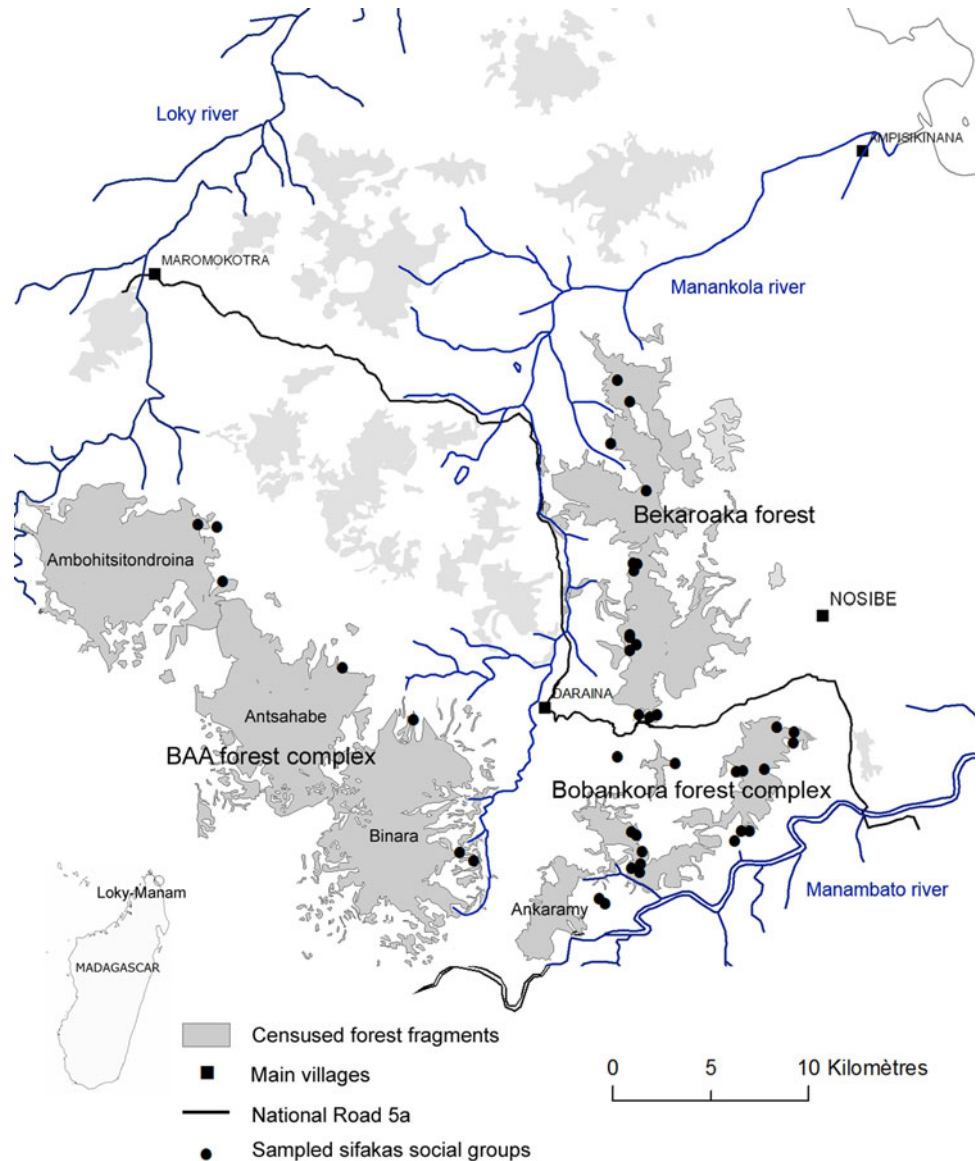 Loky river
AMPISIKINANA
MAROMOKOTRA
Manankola river
Bekaroaka forest
Ambohitsitondroina
NOSIBE
DARAINA
Antsahabe
BAA forest complex
Bobankora forest complex
Binara
Loky-Manam
Ankaramy
Manambato river
MADAGASCAR
Censused forest fragments
0 5 10 Kilomètres
Main villages
National Road 5a
Sampled sifakas social groups